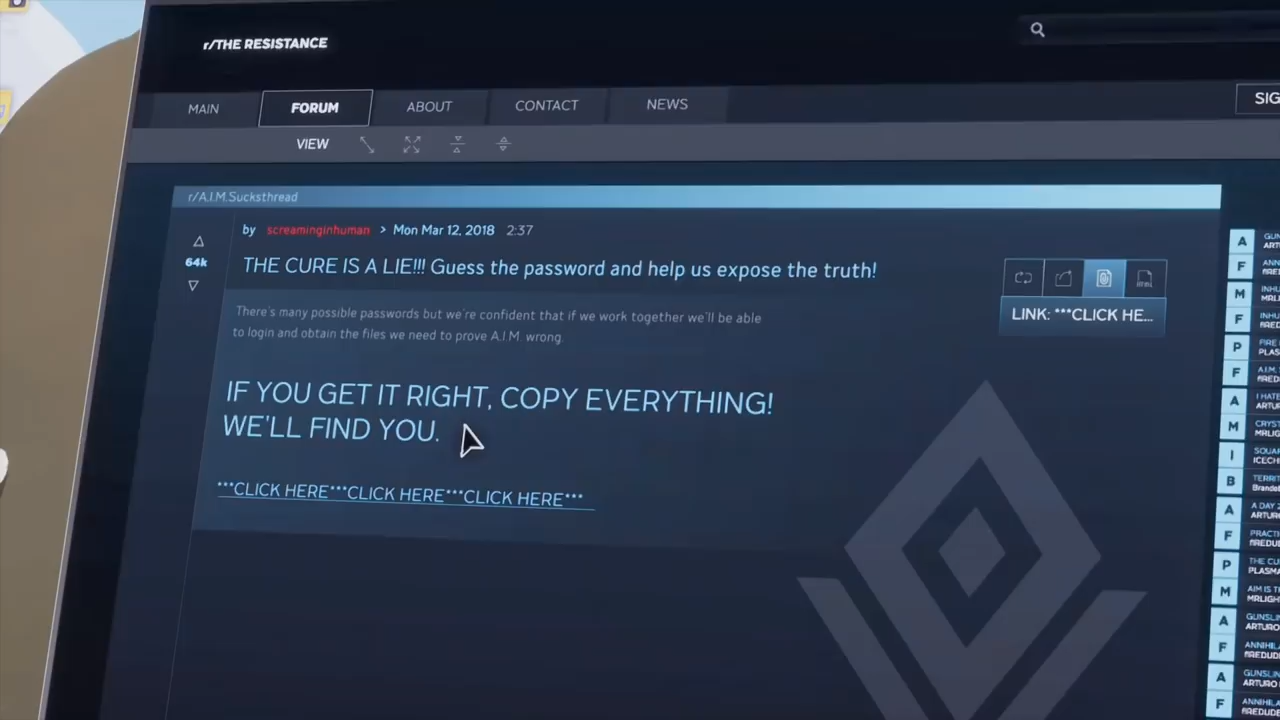 r/THE RESISTANCE
MAIN FORUM ABOUT CONTACT NEWS
VIEW
r/A.I.M.Sucksthread
64k
by screaminginhuman > Mon Mar 12, 2018 2:37
THE CURE IS A LIE!!! Guess the password and help us expose the truth!
There's many possible passwords but we're confident that if we work together we'll be able
to login and obtain the files we need to prove A.I.M. wrong.
LINK: ***CLICK HE...
IF YOU GET IT RIGHT, COPY EVERYTHING!
WE'LL FIND YOU.
***CLICK HERE***CLICK HERE***CLICK HERE***
A
F
M
F
P
F
A
M
I
B
A
F
P
M
A
F
A
F